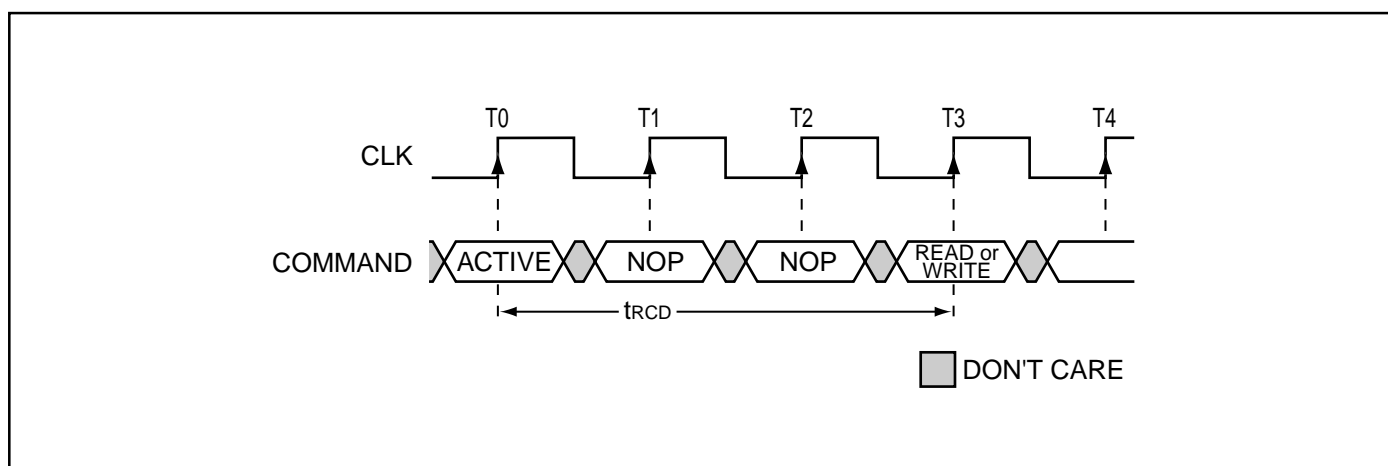 T0 T1 T2 T3 T4
CLK
COMMAND ACTIVE NOP NOP READ or
WRITE
tRCD
DON'T CARE